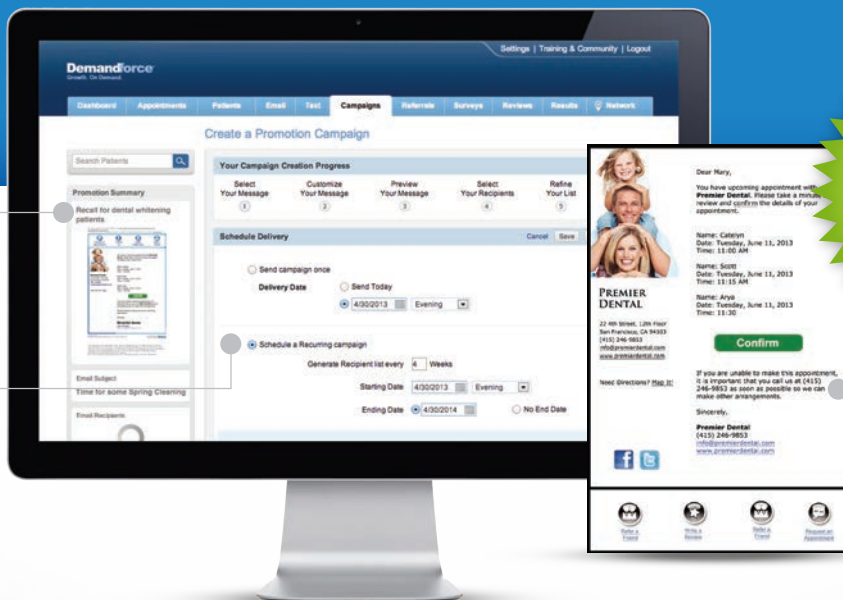 Settings | Training & Community | Logout
Demandforce
Growth. On Demand.
Dashboard Appointments Patients Email Text Campaigns Referrals Surveys Reviews Results Network
Create a Promotion Campaign
Search Patients
Promotion Summary
Recall for dental whitening
patients.
Email Subject
Time for some Spring Cleaning
Email Recipients
Your Campaign Creation Progress
Select
Your Message
1
Customize
Your Message
2
Preview
Your Message
3
Select
Your Recipients
4
Refine
Your List
5
Schedule Delivery
Cancel Save
Send campaign once
Delivery Date
Send Today
4/30/2013 Evening
Schedule a Recurring campaign
Generate Recipient list every 4 Weeks
Starting Date 4/30/2013 Evening
Ending Date 4/30/2014 No End Date
PREMIER
DENTAL
22 4th Street, 12th Floor
San Francisco, CA 94303
(415) 246-9853
info@premierdental.com
www.premierdental.com
Need Directions? Map It!
Dear Mary,
You have upcoming appointment with
Premier Dental. Please take a minute
review and confirm the details of your
appointment.
Name: Catelyn
Date: Tuesday, June 11, 2013
Time: 11:00 AM
Name: Scott
Date: Tuesday, June 11, 2013
Time: 11:15 AM
Name: Arya
Date: Tuesday, June 11, 2013
Time: 11:30
Confirm
If you are unable to make this appointment,
it is important that you call us at (415)
246-9853 as soon as possible so we can
make other arrangements.
Sincerely,
Premier Dental
(415) 246-9853
info@premierdental.com
www.premierdental.com
Refer a
Friend
Write a
Review
Refer a
Friend
Request an
Appointment